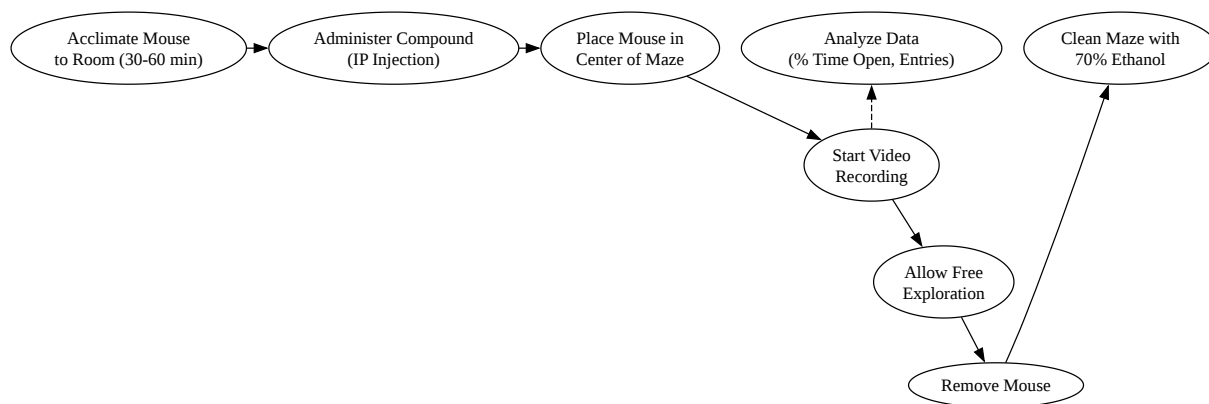 Acclimate Mouse
to Room (30-60 min)
Administer Compound
(IP Injection)
Place Mouse in
Center of Maze
Analyze Data
(% Time Open, Entries)
Clean Maze with
70% Ethanol
Start Video
Recording
Allow Free
Exploration
Remove Mouse